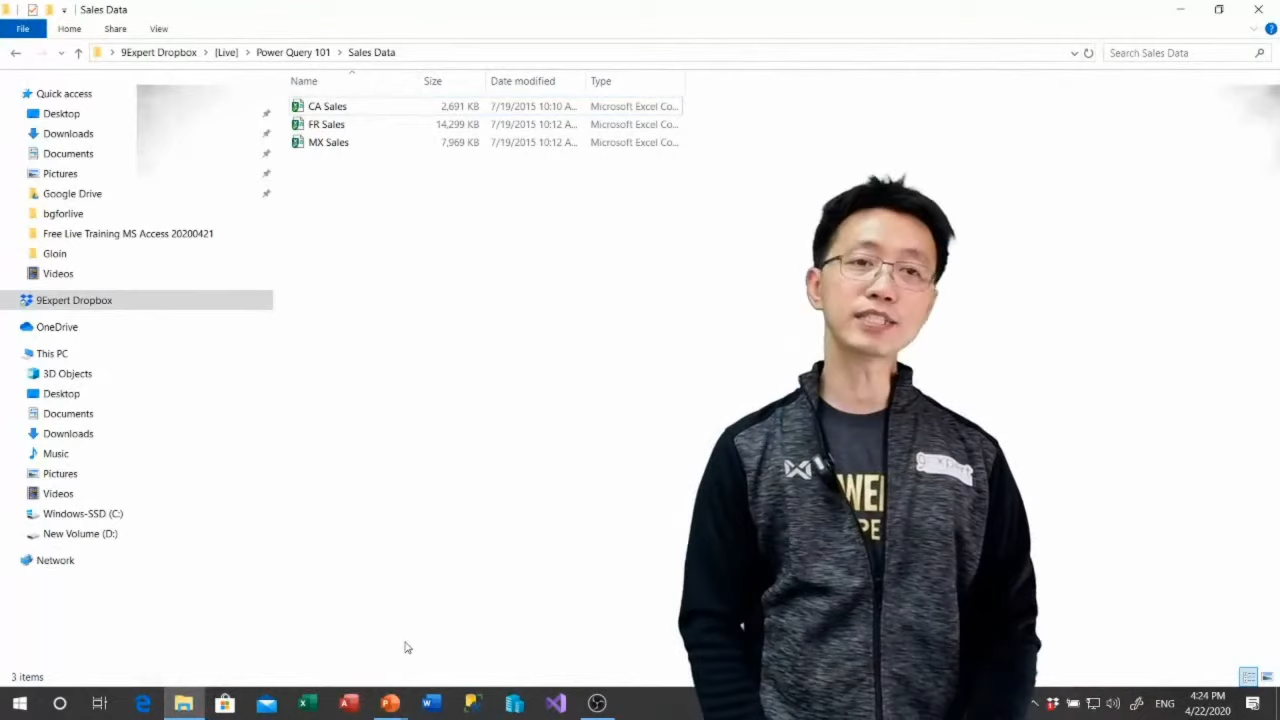 Sales Data
File Home Share View
9Expert Dropbox > [Live] > Power Query 101 > Sales Data
Search Sales Data
Name Size Date modified Type
CA Sales 2,691 KB 7/19/2015 10:10 A... Microsoft Excel Co...
FR Sales 14,299 KB 7/19/2015 10:12 A... Microsoft Excel Co...
MX Sales 7,969 KB 7/19/2015 10:12 A... Microsoft Excel Co...
Quick access
Desktop
Downloads
Documents
Pictures
Google Drive
bgforlive
Free Live Training MS Access 20200421
Gloin
Videos
9Expert Dropbox
OneDrive
This PC
3D Objects
Desktop
Documents
Downloads
Music
Pictures
Videos
Windows-SSD (C:)
New Volume (D:)
Network
3 items
ENG
4:24 PM
4/22/2020